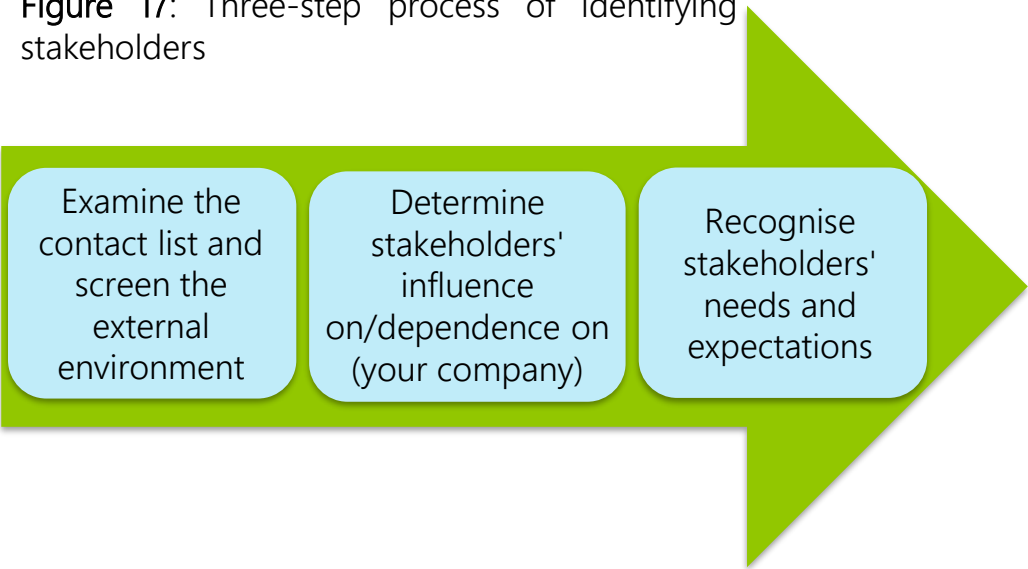 Figure 17: Three-step process of identifying
stakeholders
Examine the
contact list and
screen the
external
environment
Determine
stakeholders'
influence
on/dependence on
(your company)
Recognise
stakeholders'
needs and
expectations